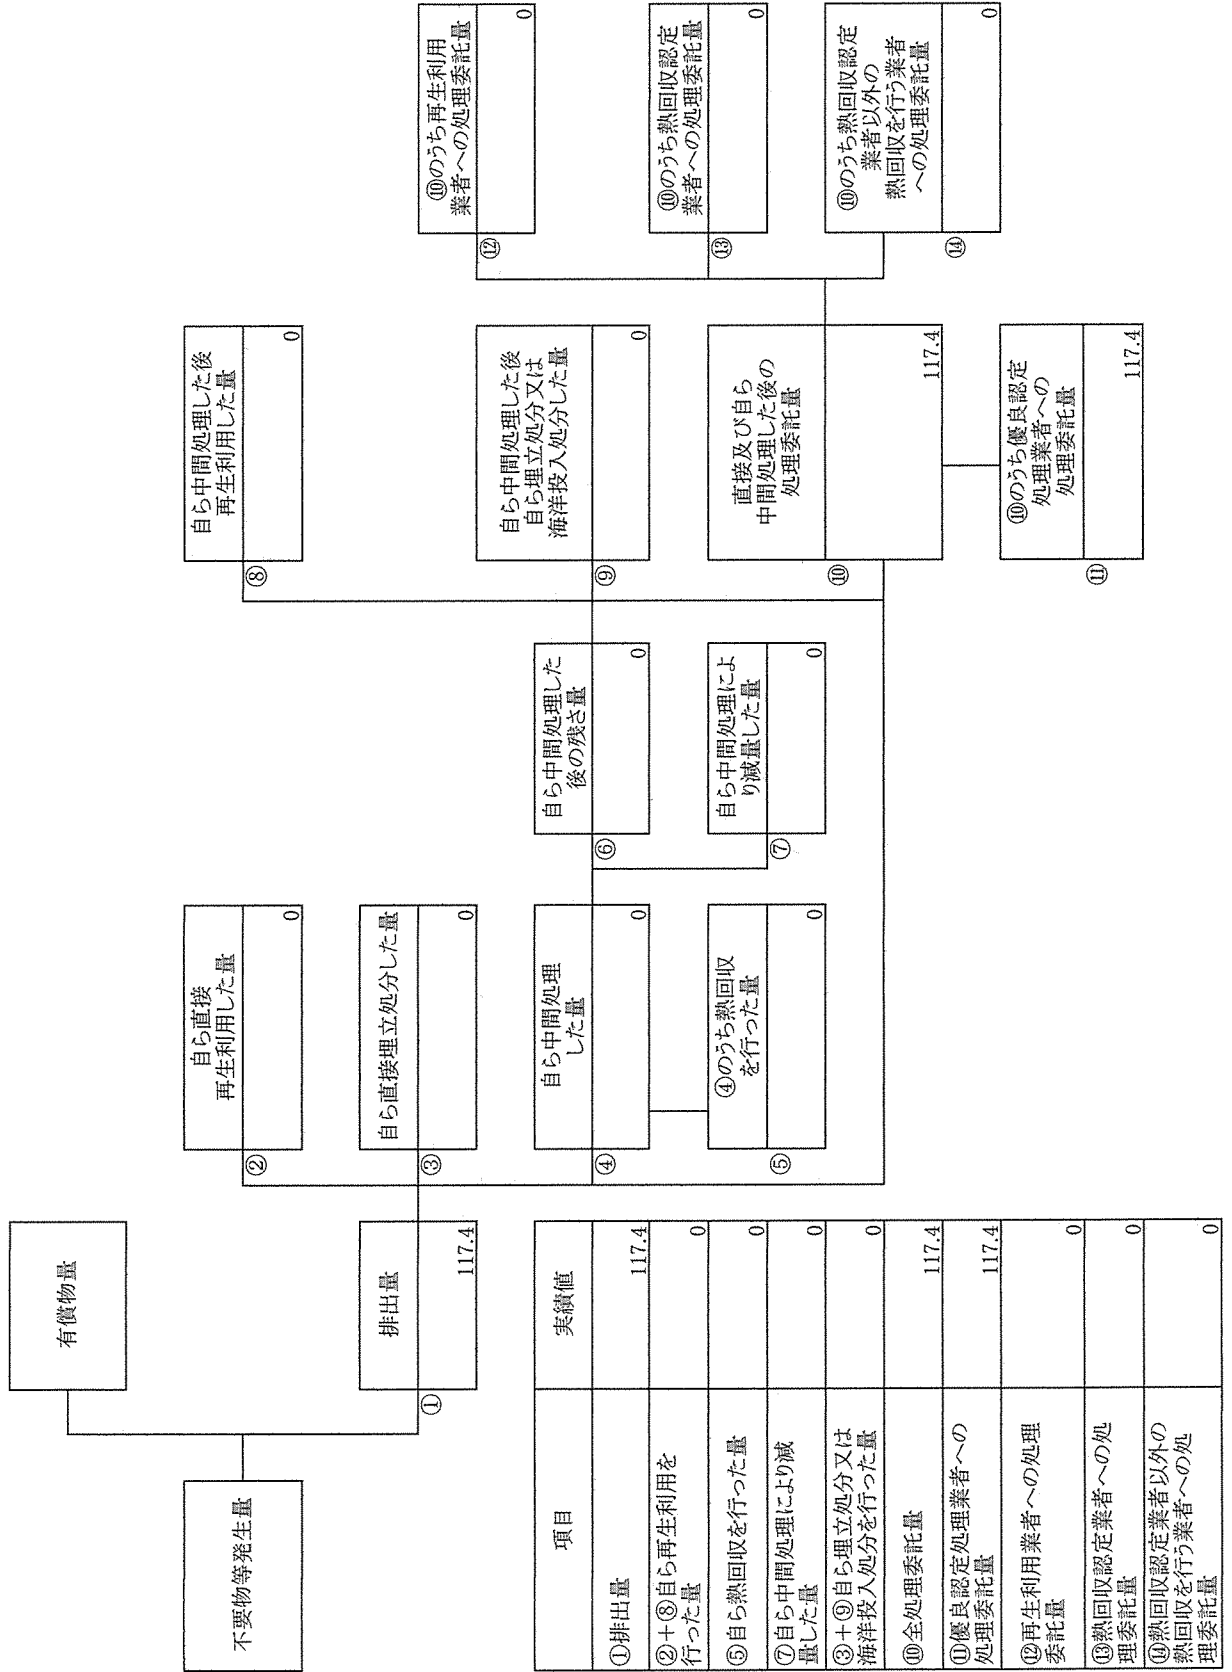 不要物等発生量
有償物量
①
排出量
117.4
②
自ら直接
再生利用した量
0
③
自ら直接埋立処分した量
0
④
自ら中間処理
した量
0
⑤
④のうち熱回収
を行った量
0
⑥
自ら中間処理した
後の残さ量
0
⑦
自ら中間処理によ
り減量した量
0
⑧
自ら中間処理した後
再生利用した量
0
⑨
自ら中間処理した後
自ら埋立処分又は
海洋投入処分した量
0
⑩
直接及び自ら
中間処理した後の
処理委託量
117.4
⑪
⑩のうち優良認定
処理業者への
処理委託量
117.4
⑫
⑩のうち再生利用
業者への処理委託量
0
⑬
⑩のうち熱回収認定
業者への処理委託量
0
⑭
⑩のうち熱回収認定
業者以外の
熱回収を行う業者
への処理委託量
0
項目
実績値
①排出量
117.4
②＋⑧自ら再生利用を
行った量
0
⑤自ら熱回収を行った量
0
⑦自ら中間処理により減
量した量
0
③＋⑨自ら埋立処分又は
海洋投入処分を行った量
0
⑩全処理委託量
117.4
⑪優良認定処理業者への
処理委託量
117.4
⑫再生利用業者への処理
委託量
0
⑬熱回収認定業者への処
理委託量
0
⑭熱回収認定業者以外の
熱回収を行う業者への処
理委託量
0